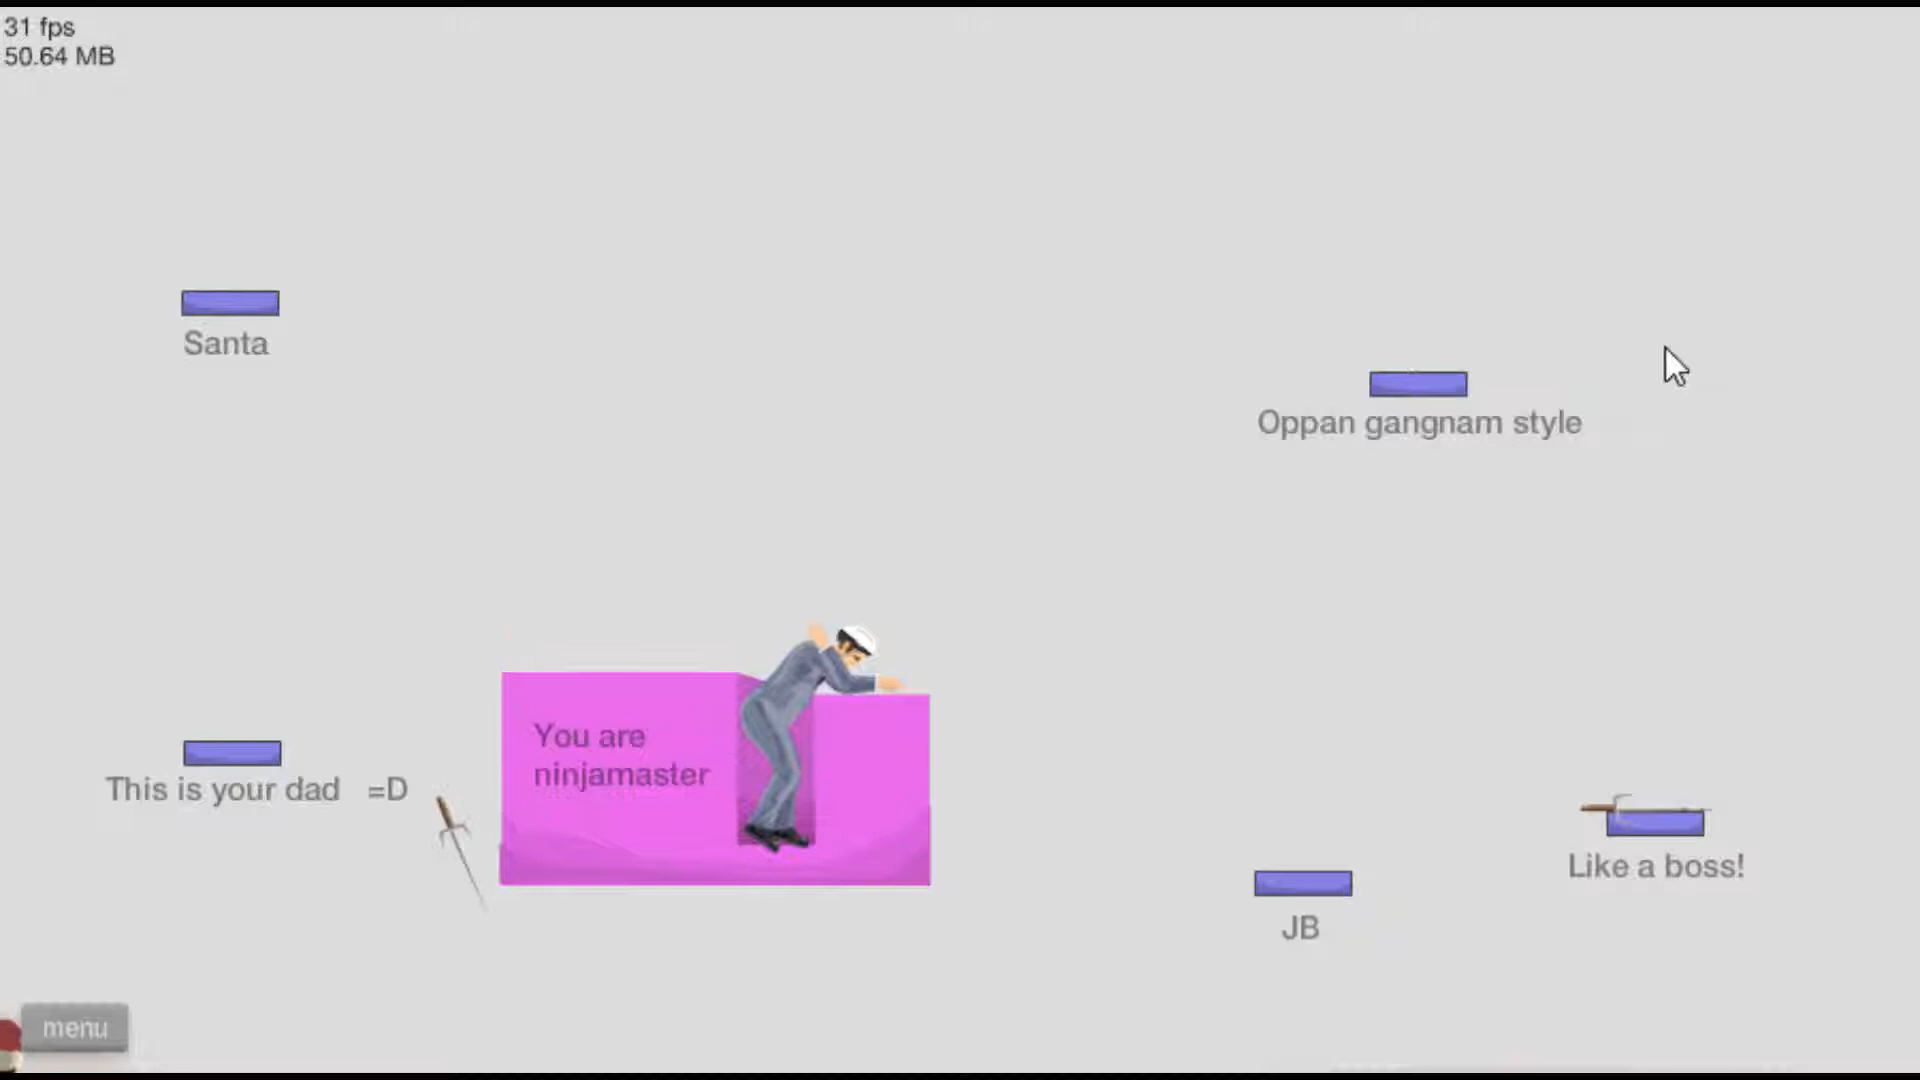 31 fps
50.64 MB
Santa
Oppan gangnam style
You are
ninjamaster
This is your dad =D
Like a boss!
JB
menu